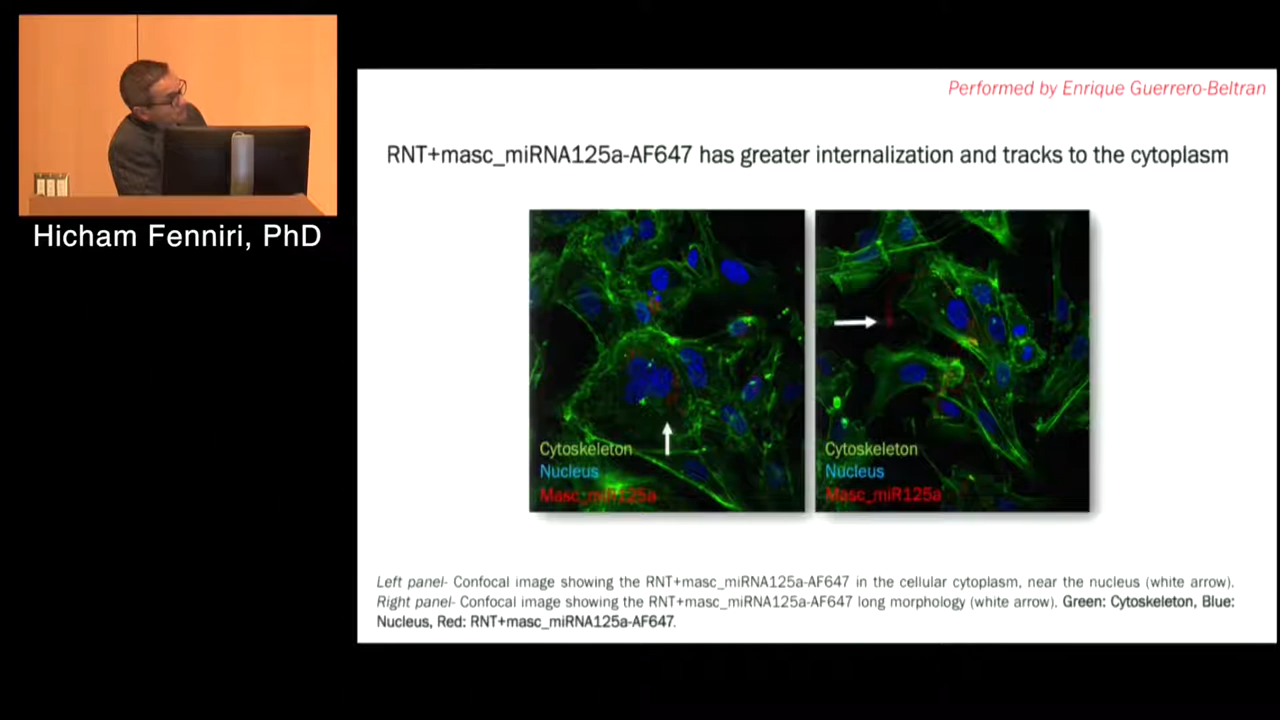 Performed by Enrique Guerrero-Beltran
RNT+masc_miRNA125a-AF647 has greater internalization and tracks to the cytoplasm
Hicham Fenniri, PhD
Cytoskeleton
Nucleus
Masc_miR125a
Cytoskeleton
Nucleus
Masc_miR125a
Left panel- Confocal image showing the RNT+masc_miRNA125a-AF647 in the cellular cytoplasm, near the nucleus (white arrow).
Right panel- Confocal image showing the RNT+masc_miRNA125a-AF647 long morphology (white arrow). Green: Cytoskeleton, Blue:
Nucleus, Red: RNT+masc_miRNA125a-AF647.